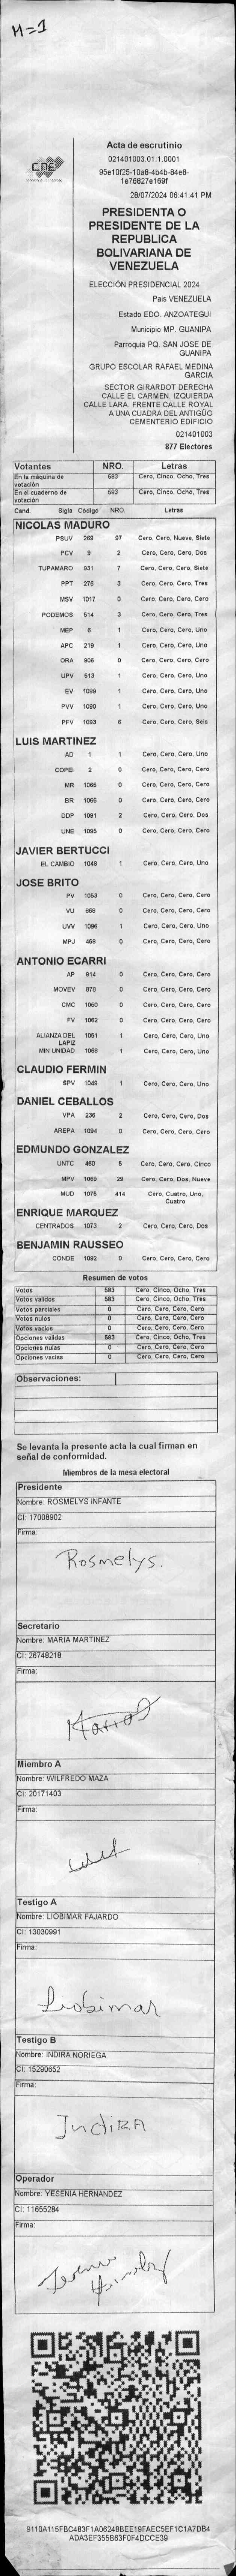 M=1
CNE
Acta de escrutinio
021401003.01.1.0001
95e10f25-10a8-4b4b-84e8-
1e76827e169f
28/07/2024 06:41:41 PM
PRESIDENTA O
PRESIDENTE DE LA
REPUBLICA
BOLIVARIANA DE
VENEZUELA
ELECCIÓN PRESIDENCIAL 2024
Pais VENEZUELA
Estado EDO. ANZOATEGUI
Municipio MP. GUANIPA
Parroquia PQ. SAN JOSE DE
GUANIPA
GRUPO ESCOLAR RAFAEL MEDINA
GARCIA
SECTOR GIRARDOT DERECHA
CALLE EL CARMEN. IZQUIERDA
CALLE LARA. FRENTE CALLE ROYAL
A UNA CUADRA DEL ANTIGÜO
CEMENTERIO EDIFICIO
021401003
877 Electores
Votantes NRO. Letras
En la máquina de
votación 583 Cero, Cinco, Ocho, Tres
En el cuaderno de
votación 583 Cero, Cinco, Ocho, Tres
Cand. Sigla Código NRO. Letras
NICOLAS MADURO
PSUV 269 97 Cero, Cero, Nueve, Siete
PCV 9 2 Cero, Cero, Cero, Dos
TUPAMARO 931 7 Cero, Cero, Cero, Siete
PPT 276 3 Cero, Cero, Cero, Tres
MSV 1017 0 Cero, Cero, Cero, Cero
PODEMOS 514 3 Cero, Cero, Cero, Tres
MEP 6 1 Cero, Cero, Cero, Uno
APC 219 1 Cero, Cero, Cero, Uno
ORA 906 0 Cero, Cero, Cero, Cero
UPV 513 1 Cero, Cero, Cero, Uno
EV 1099 1 Cero, Cero, Cero, Uno
PVV 1090 1 Cero, Cero, Cero, Uno
PFV 1093 6 Cero, Cero, Cero, Seis
LUIS MARTINEZ
AD 1 1 Cero, Cero, Cero, Uno
COPEI 2 0 Cero, Cero, Cero, Cero
MR 1065 0 Cero, Cero, Cero, Cero
BR 1066 0 Cero, Cero, Cero, Cero
DDP 1091 2 Cero, Cero, Cero, Dos
UNE 1095 0 Cero, Cero, Cero, Cero
JAVIER BERTUCCI
EL CAMBIO 1048 1 Cero, Cero, Cero, Uno
JOSE BRITO
PV 1053 0 Cero, Cero, Cero, Cero
VU 868 0 Cero, Cero, Cero, Cero
UVV 1096 1 Cero, Cero, Cero, Uno
MPJ 458 0 Cero, Cero, Cero, Cero
ANTONIO ECARRI
AP 914 0 Cero, Cero, Cero, Cero
MOVEV 878 0 Cero, Cero, Cero, Cero
CMC 1050 0 Cero, Cero, Cero, Cero
FV 1062 0 Cero, Cero, Cero, Cero
ALIANZA DEL
LAPIZ 1051 1 Cero, Cero, Cero, Uno
MIN UNIDAD 1068 1 Cero, Cero, Cero, Uno
CLAUDIO FERMIN
SPV 1049 1 Cero, Cero, Cero, Uno
DANIEL CEBALLOS
VPA 236 2 Cero, Cero, Cero, Dos
AREPA 1094 0 Cero, Cero, Cero, Cero
EDMUNDO GONZALEZ
UNTC 460 5 Cero, Cero, Cero, Cinco
MPV 1069 29 Cero, Cero, Dos, Nueve
MUD 1075 414 Cero, Cuatro, Uno,
Cuatro
ENRIQUE MARQUEZ
CENTRADOS 1073 2 Cero, Cero, Cero, Dos
BENJAMIN RAUSSEO
CONDE 1092 0 Cero, Cero, Cero, Cero
Resumen de votos
Votos 583 Cero, Cinco, Ocho, Tres
Votos validos 583 Cero, Cinco, Ocho, Tres
Votos parciales 0 Cero, Cero, Cero, Cero
Votos nulos 0 Cero, Cero, Cero, Cero
Votos vacios 0 Cero, Cero, Cero, Cero
Opciones validas 583 Cero, Cinco, Ocho, Tres
Opciones nulas 0 Cero, Cero, Cero, Cero
Opciones vacias 0 Cero, Cero, Cero, Cero
Observaciones:
Se levanta la presente acta la cual firman en
señal de conformidad.
Miembros de la mesa electoral
Presidente
Nombre: ROSMELYS INFANTE
CI: 17008902
Firma:
Rosmelys.
Secretario
Nombre: MARIA MARTINEZ
CI: 26748218
Firma:
Miembro A
Nombre: WILFREDO MAZA
CI: 20171403
Firma:
Testigo A
Nombre: LIOBIMAR FAJARDO
CI: 13030991
Firma:
Liobimar
Testigo B
Nombre: INDIRA NORIEGA
CI: 15290652
Firma:
Indira
Operador
Nombre: YESENIA HERNANDEZ
CI: 11655284
Firma:
9110A115FBC483F1A06248BEE19FAEC5EF1C1A7DB4
ADA3EF355B63F0F4DCCE39